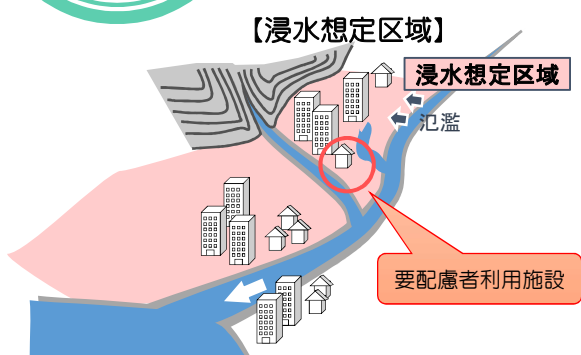 【浸水想定区域】
浸水想定区域
氾濫
要配慮者利用施設